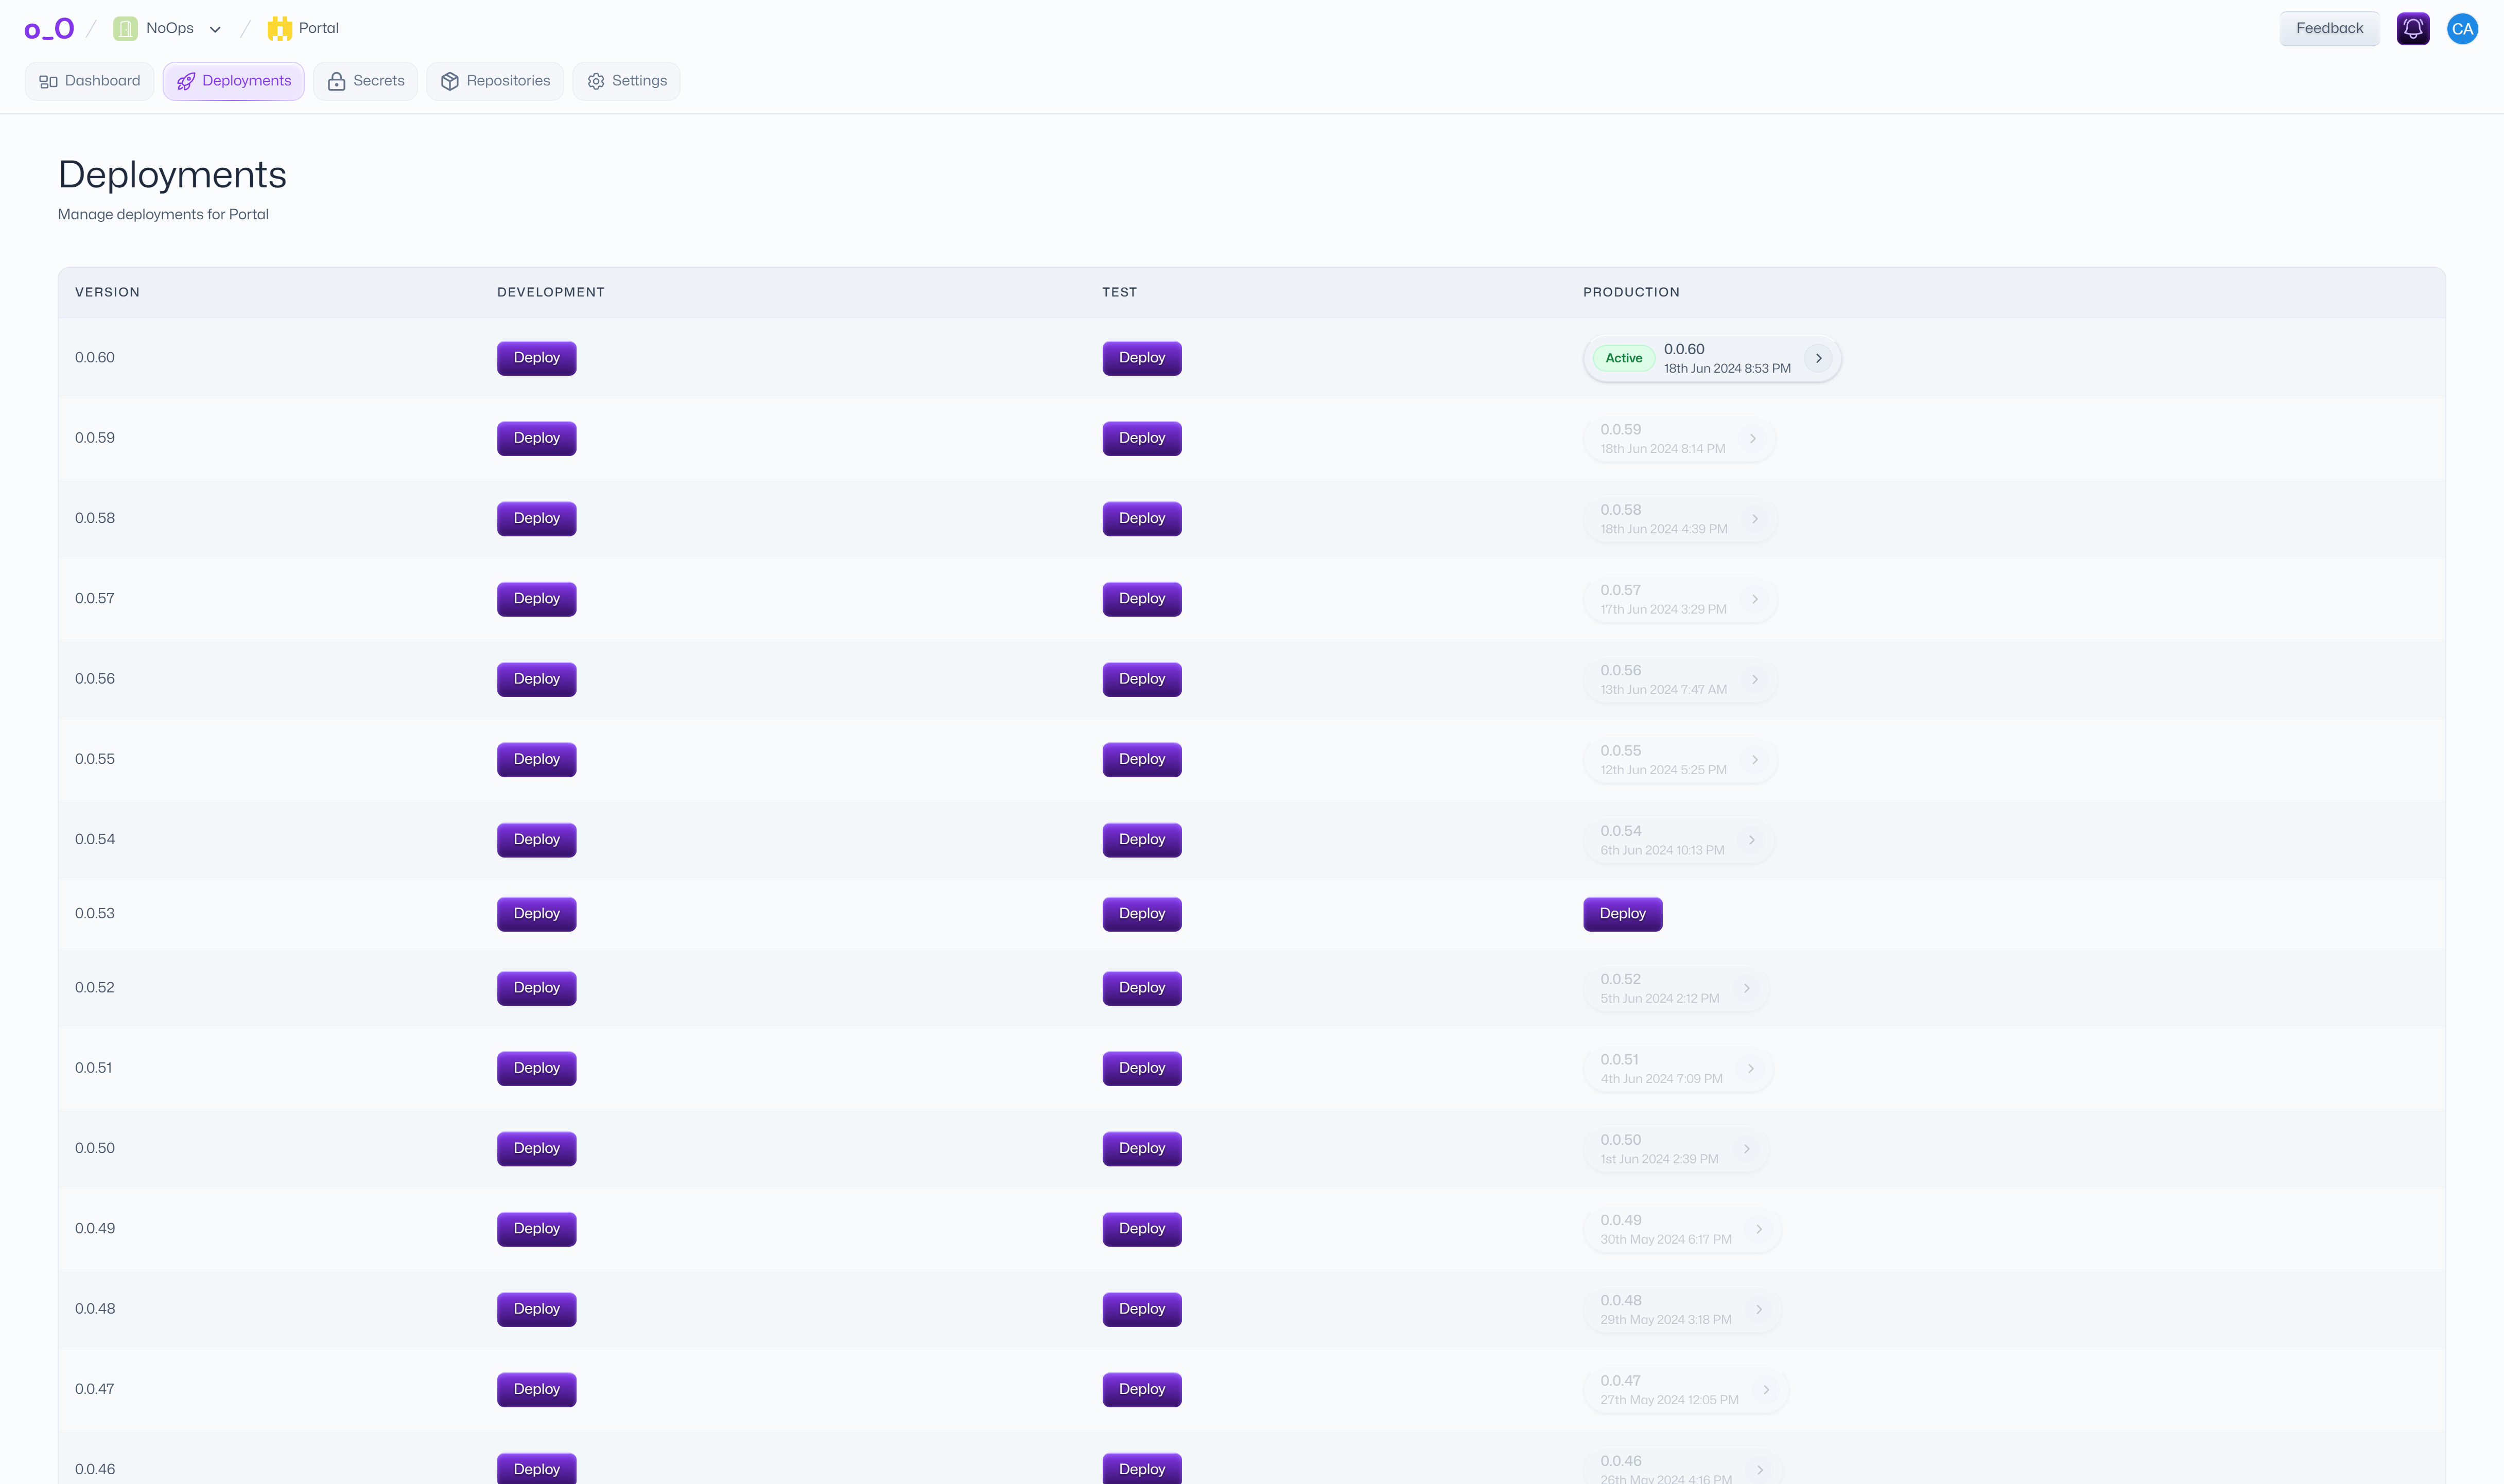 o_O / NoOps / Portal Feedback CA
Dashboard Deployments Secrets Repositories Settings
Deployments
Manage deployments for Portal
VERSION DEVELOPMENT TEST PRODUCTION
0.0.60 Deploy Deploy Active 0.0.60
18th Jun 2024 8:53 PM
0.0.59 Deploy Deploy 0.0.59
18th Jun 2024 8:14 PM
0.0.58 Deploy Deploy 0.0.58
18th Jun 2024 4:39 PM
0.0.57 Deploy Deploy 0.0.57
17th Jun 2024 3:29 PM
0.0.56 Deploy Deploy 0.0.56
13th Jun 2024 7:47 AM
0.0.55 Deploy Deploy 0.0.55
12th Jun 2024 5:25 PM
0.0.54 Deploy Deploy 0.0.54
6th Jun 2024 10:13 PM
0.0.53 Deploy Deploy Deploy
0.0.52 Deploy Deploy 0.0.52
5th Jun 2024 2:12 PM
0.0.51 Deploy Deploy 0.0.51
4th Jun 2024 7:09 PM
0.0.50 Deploy Deploy 0.0.50
1st Jun 2024 2:39 PM
0.0.49 Deploy Deploy 0.0.49
30th May 2024 6:17 PM
0.0.48 Deploy Deploy 0.0.48
29th May 2024 3:18 PM
0.0.47 Deploy Deploy 0.0.47
27th May 2024 12:05 PM
0.0.46 Deploy Deploy 0.0.46
26th May 2024 4:16 PM